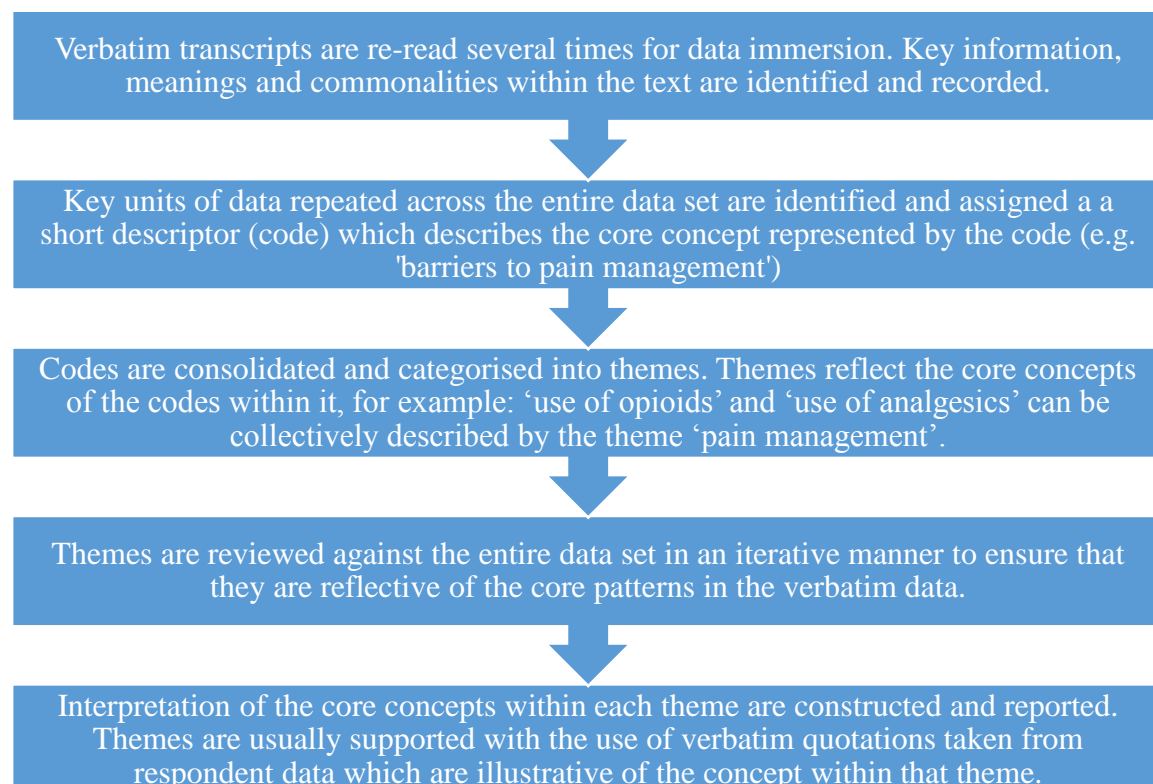 Verbatim transcripts are re-read several times for data immersion. Key information,
meanings and commonalities within the text are identified and recorded.
Key units of data repeated across the entire data set are identified and assigned a a
short descriptor (code) which describes the core concept represented by the code (e.g.
'barriers to pain management')
Codes are consolidated and categorised into themes. Themes reflect the core concepts
of the codes within it, for example: ‘use of opioids’ and ‘use of analgesics’ can be
collectively described by the theme ‘pain management’.
Themes are reviewed against the entire data set in an iterative manner to ensure that
they are reflective of the core patterns in the verbatim data.
Interpretation of the core concepts within each theme are constructed and reported.
Themes are usually supported with the use of verbatim quotations taken from
respondent data which are illustrative of the concept within that theme.